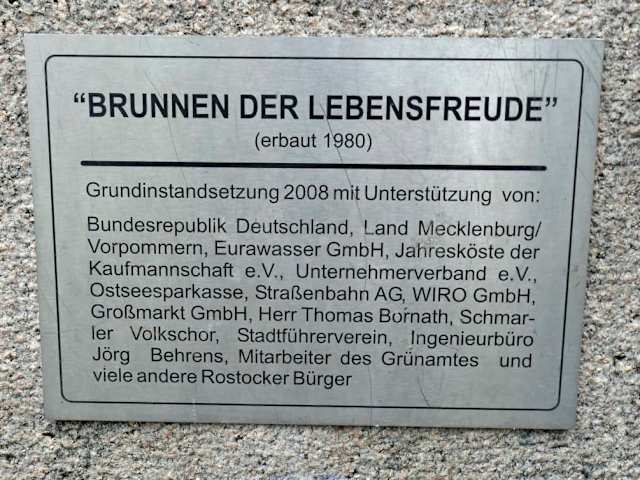 “BRUNNEN DER LEBENSFREUDE”
(erbaut 1980)
Grundinstandsetzung 2008 mit Unterstützung von:
Bundesrepublik Deutschland, Land Mecklenburg/
Vorpommern, Eurawasser GmbH, Jahresköste der
Kaufmannschaft e.V., Unternehmerverband e.V.,
Ostseesparkasse, Straßenbahn AG, WIRO GmbH,
Großmarkt GmbH, Herr Thomas Bornath, Schmar-
ler Volkschor, Stadtführerverein, Ingenieurbüro
Jörg Behrens, Mitarbeiter des Grünamtes und
viele andere Rostocker Bürger